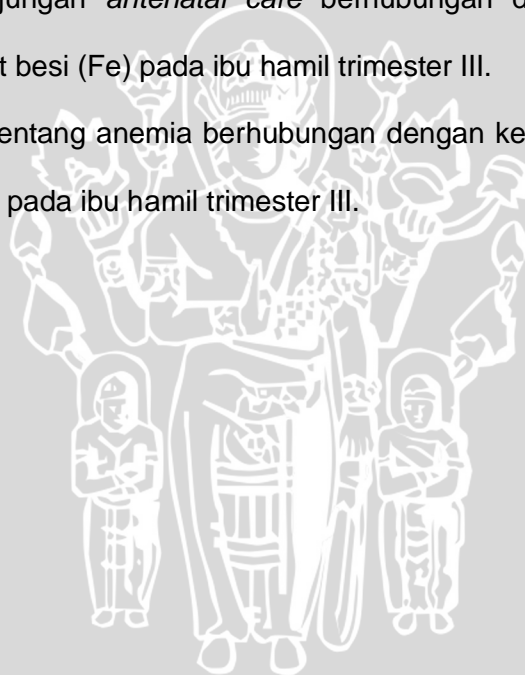 jungan antenatal care berhubungan d
t besi (Fe) pada ibu hamil trimester III.
entang anemia berhubungan dengan ke
pada ibu hamil trimester III.